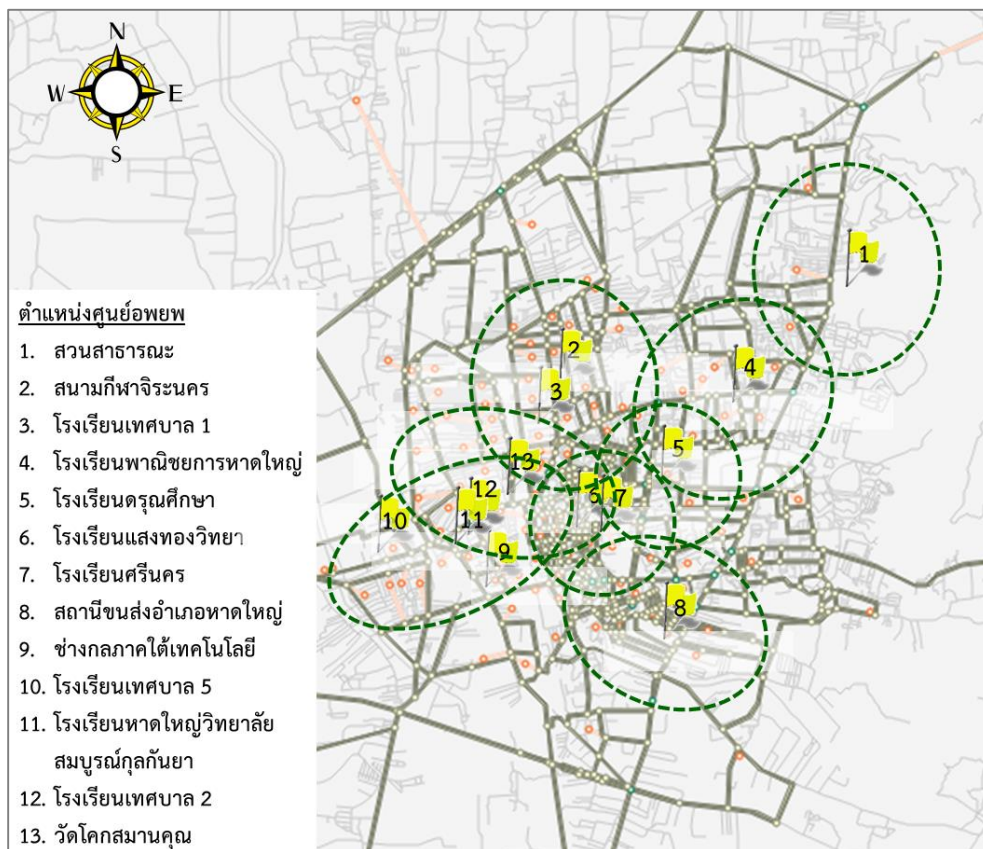 N
W
E
S
1
2
3
4
5
13
12
6
7
10
11
9
8
ตำแหน่งศูนย์อพยพ
1. สวนสาธารณะ
2. สนามกีฬาจิระนคร
3. โรงเรียนเทศบาล 1
4. โรงเรียนพาณิชยการหาดใหญ่
5. โรงเรียนดรุณศึกษา
6. โรงเรียนแสงทองวิทยา
7. โรงเรียนศรีนคร
8. สถานีขนส่งอำเภอหาดใหญ่
9. ช่างกลภาคใต้เทคโนโลยี
10. โรงเรียนเทศบาล 5
11. โรงเรียนหาดใหญ่วิทยาลัย
สมบูรณ์กุลกันยา
12. โรงเรียนเทศบาล 2
13. วัดโคกสมานคุณ